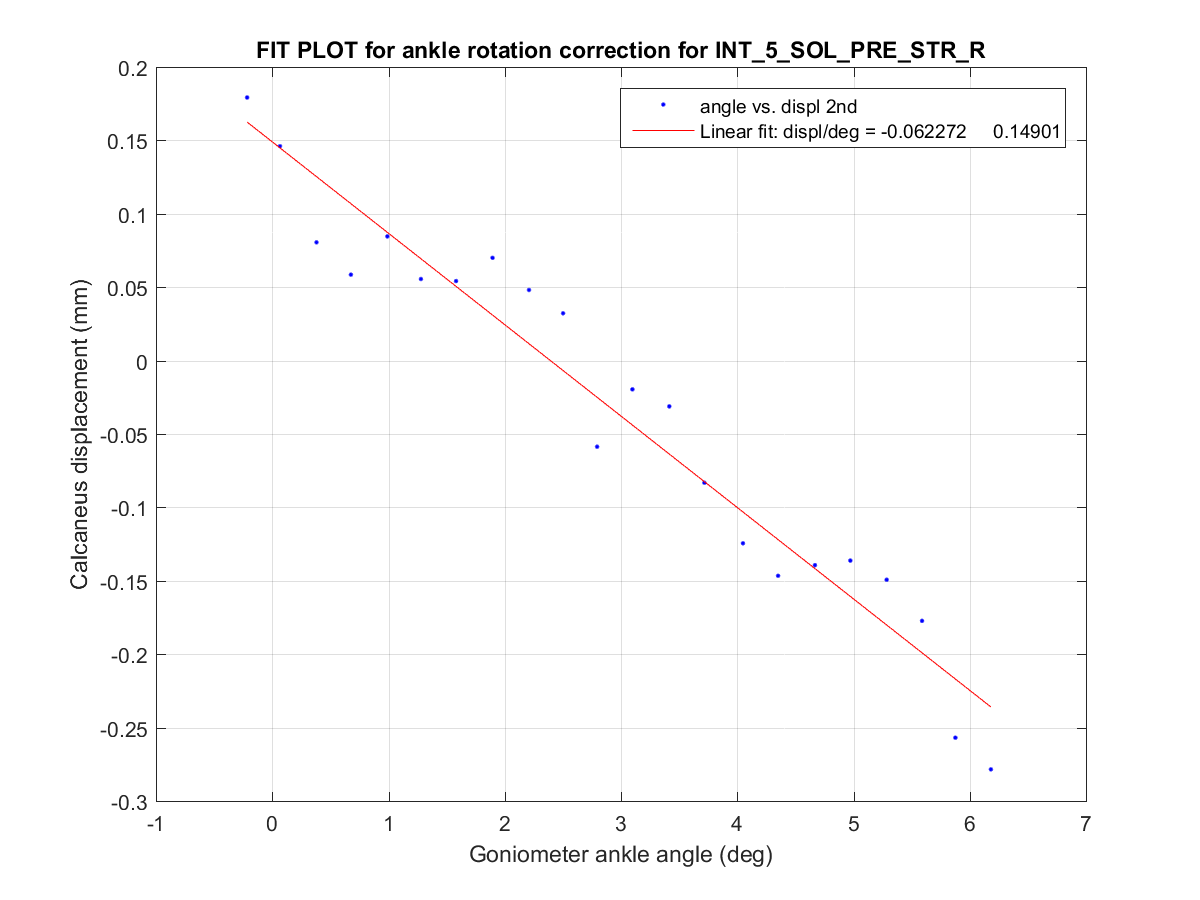 FIT PLOT for ankle rotation correction for INT_5_SOL_PRE_STR_R
0.2
angle vs. displ 2nd
Linear fit: displ/deg = -0.062272 0.14901
0.15
0.1
0.05
0
-0.05
-0.1
-0.15
-0.2
-0.25
-0.3
Calcaneus displacement (mm)
-1 0 1 2 3 4 5 6 7
Goniometer ankle angle (deg)